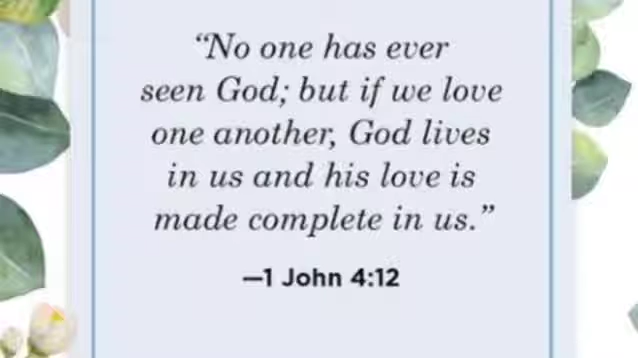 “No one has ever
seen God; but if we love
one another, God lives
in us and his love is
made complete in us.”
—1 John 4:12